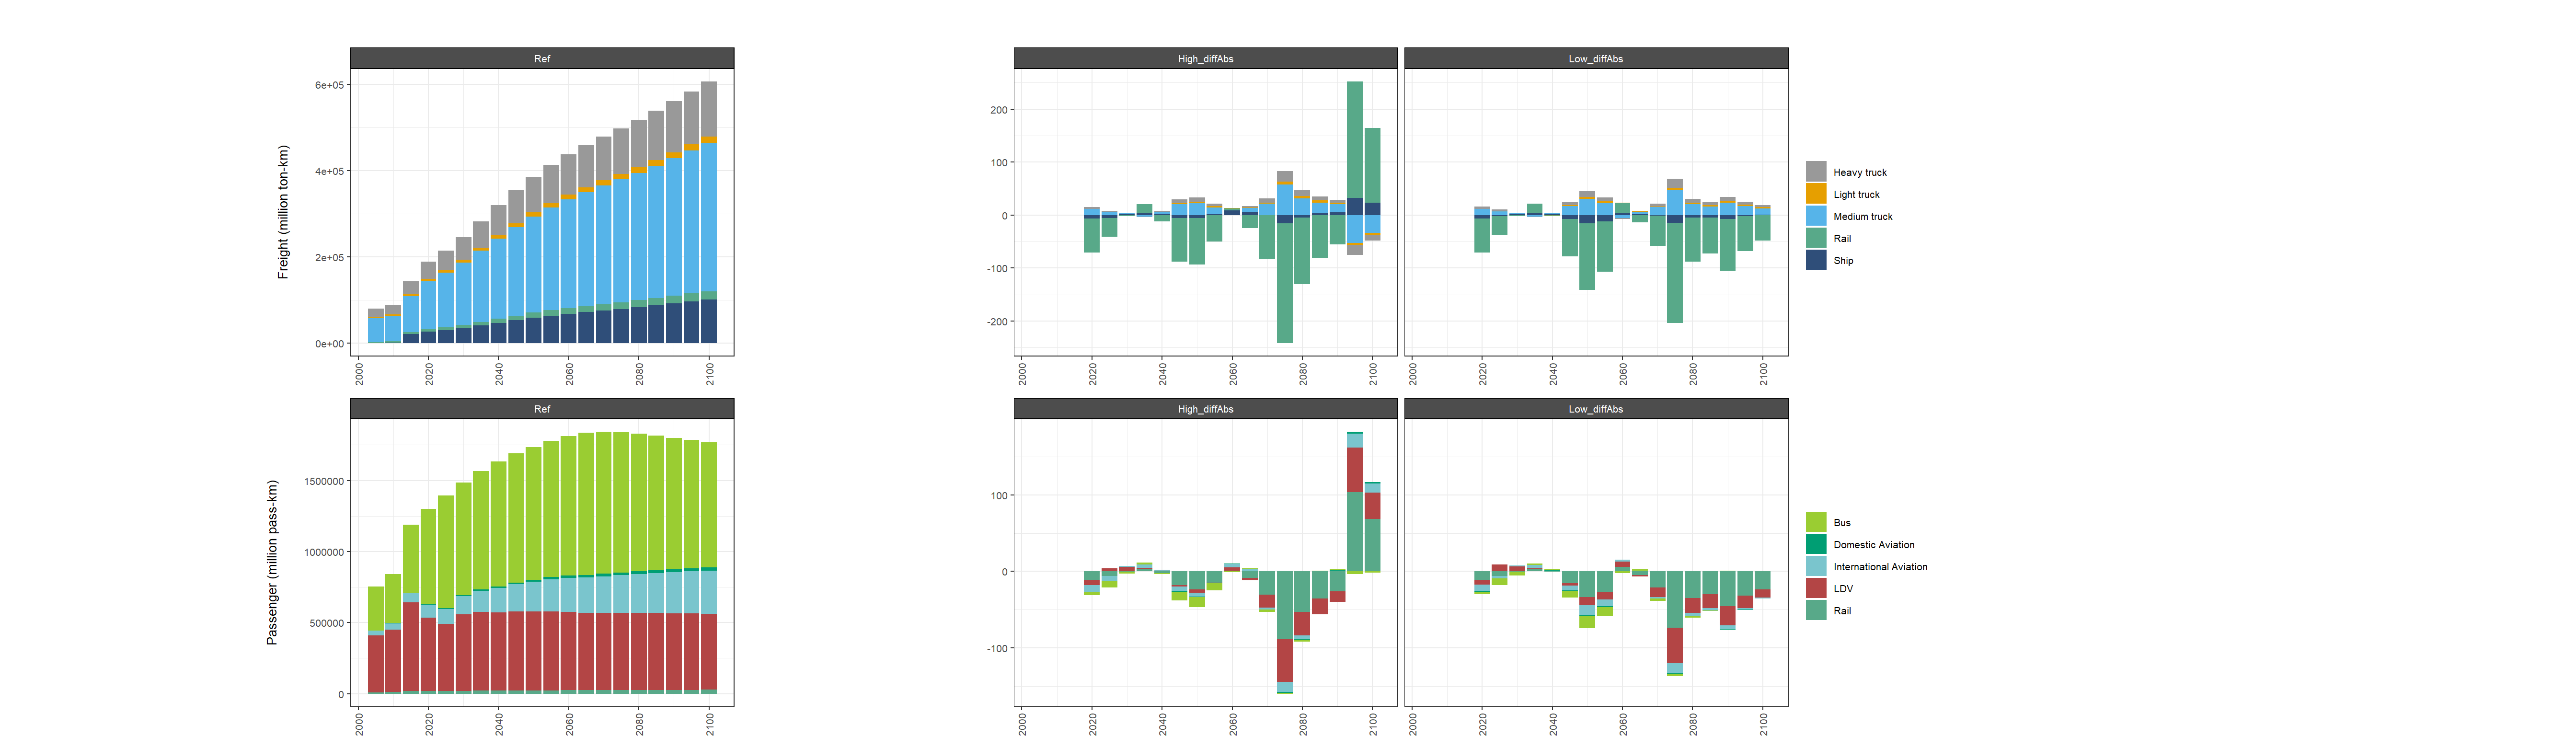 Ref
High_diffAbs
Low_diffAbs
Freight (million ton-km)
6e+05
4e+05
2e+05
0e+00
200
100
0
-100
-200
2000
2020
2040
2060
2080
2100
2000
2020
2040
2060
2080
2100
2000
2020
2040
2060
2080
2100
Heavy truck
Light truck
Medium truck
Rail
Ship
Ref
High_diffAbs
Low_diffAbs
Passenger (million pass-km)
1500000
1000000
500000
0
100
0
-100
2000
2020
2040
2060
2080
2100
2000
2020
2040
2060
2080
2100
2000
2020
2040
2060
2080
2100
Bus
Domestic Aviation
International Aviation
LDV
Rail